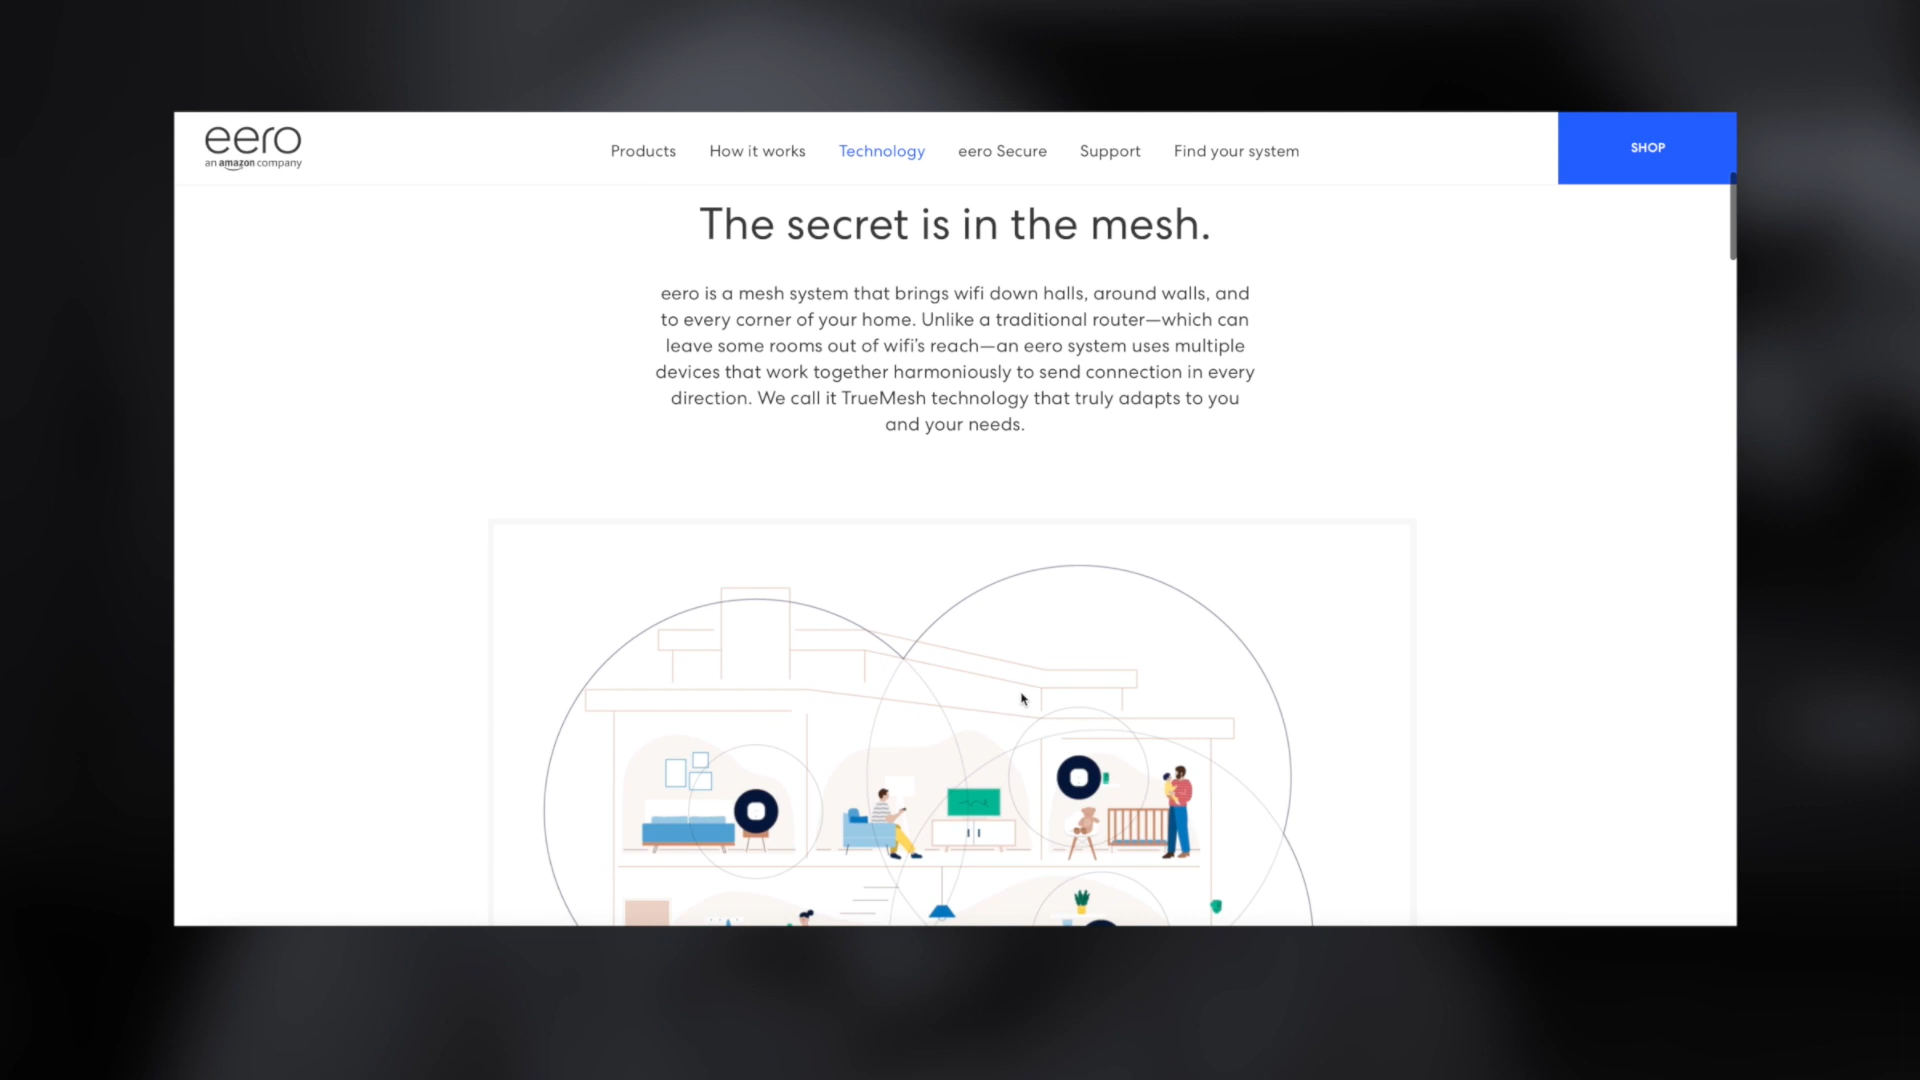 eero
an amazon company
Products How it works Technology eero Secure Support Find your system
SHOP
The secret is in the mesh.
eero is a mesh system that brings wifi down halls, around walls, and
to every corner of your home. Unlike a traditional router—which can
leave some rooms out of wifi's reach—an eero system uses multiple
devices that work together harmoniously to send connection in every
direction. We call it TrueMesh technology that truly adapts to you
and your needs.